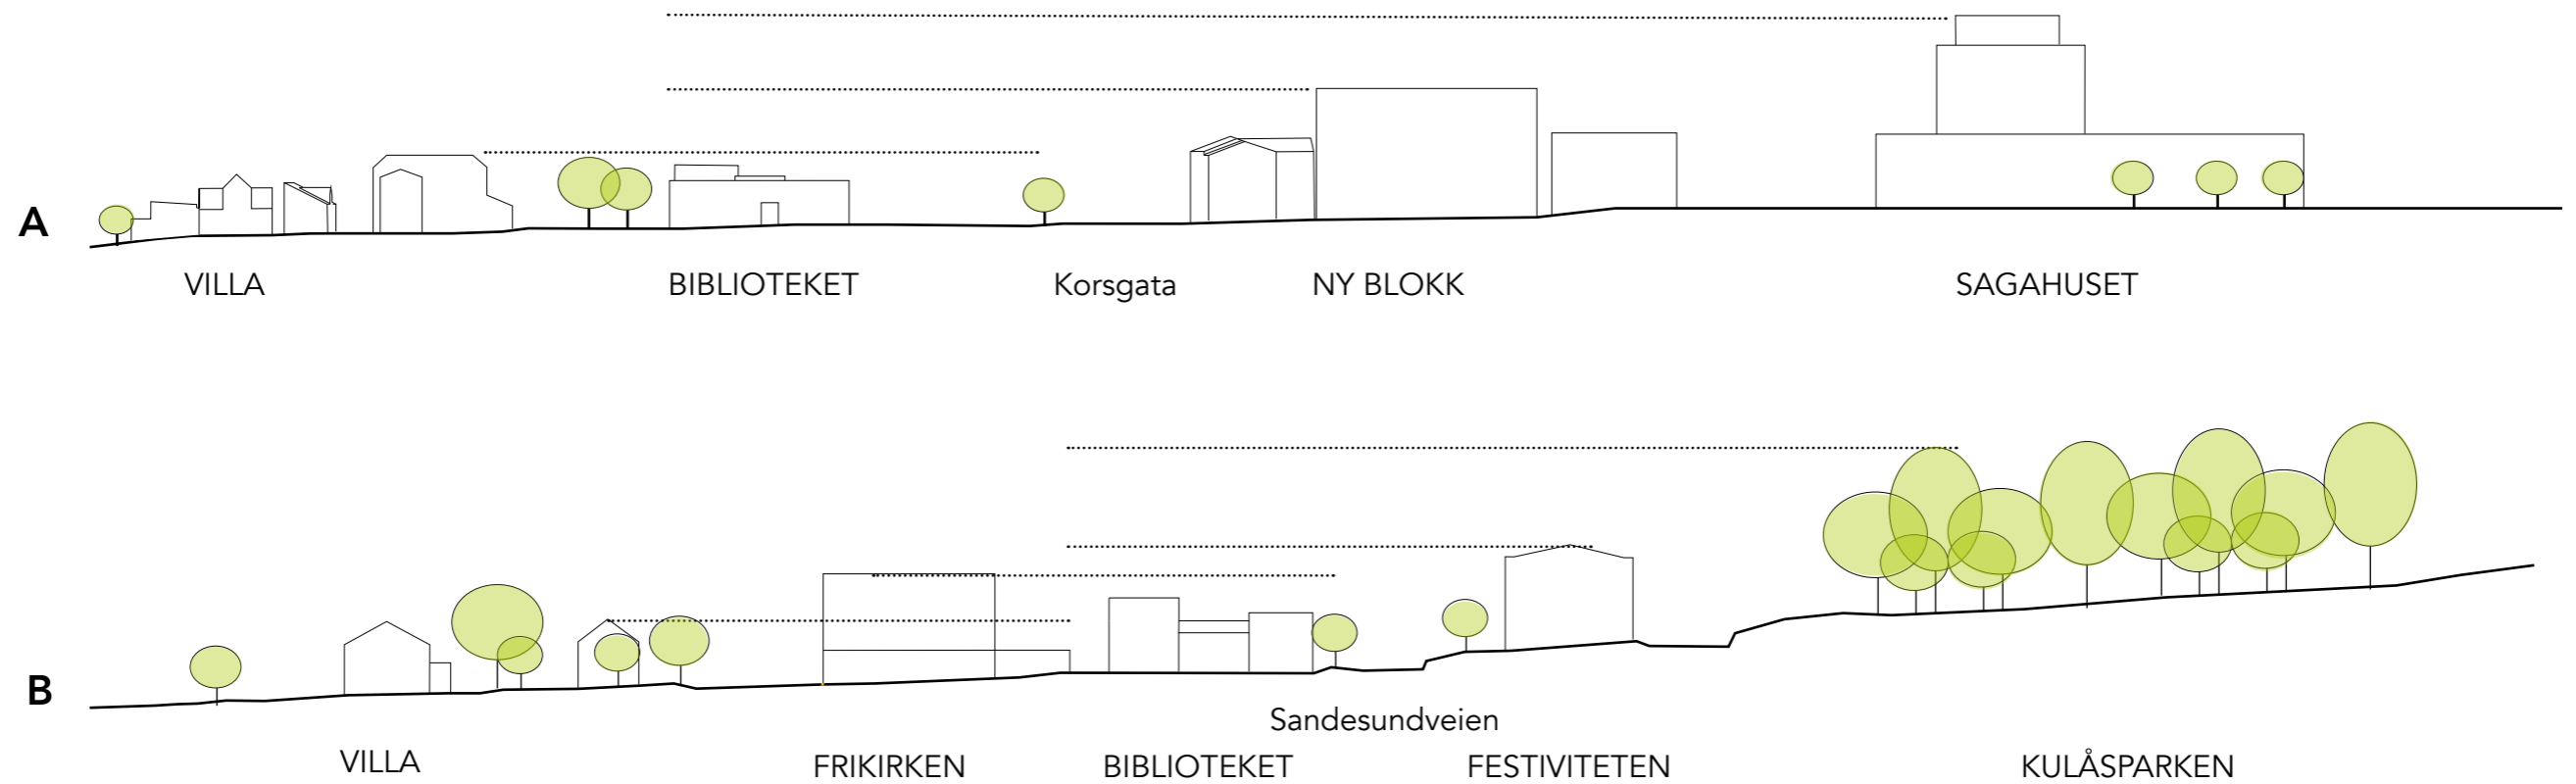 A
VILLA
BIBLIOTEKET
Korsgata
NY BLOKK
SAGAHUSET
B
Sandesundveien
VILLA
FRIKIRKEN
BIBLIOTEKET
FESTIVITETEN
KULÅSPARKEN